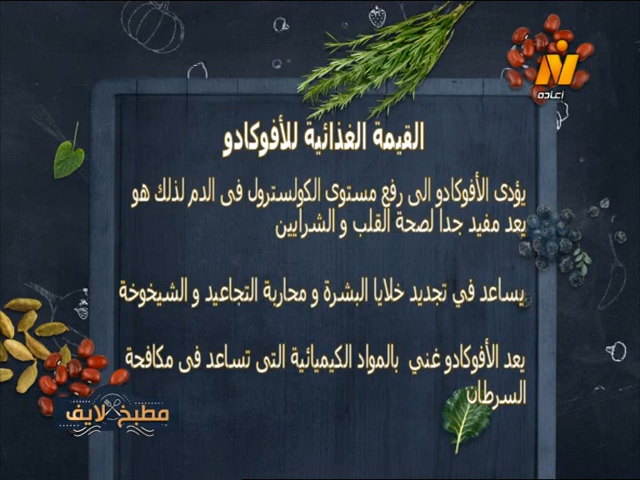 إعاده
القيمة الغذائية للأفوكادو
يؤدى الأفوكادو الى رفع مستوى الكولسترول فى الدم لذلك هو
يعد مفيد جدا لصحة القلب و الشرايين
يساعد في تجديد خلايا البشرة و محاربة التجاعيد و الشيخوخة
يعد الأفوكادو غني بالمواد الكيميائية التى تساعد فى مكافحة
السرطان
مطبخ لايف